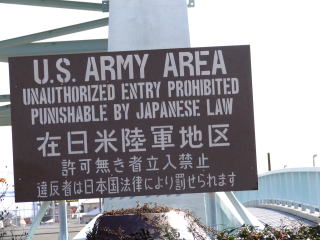 U.S. ARMY AREA
UNAUTHORIZED ENTRY PROHIBITED
PUNISHABLE BY JAPANESE LAW
在日米陸軍地区
許可無き者立入禁止
違反者は日本国法律により罰せられます